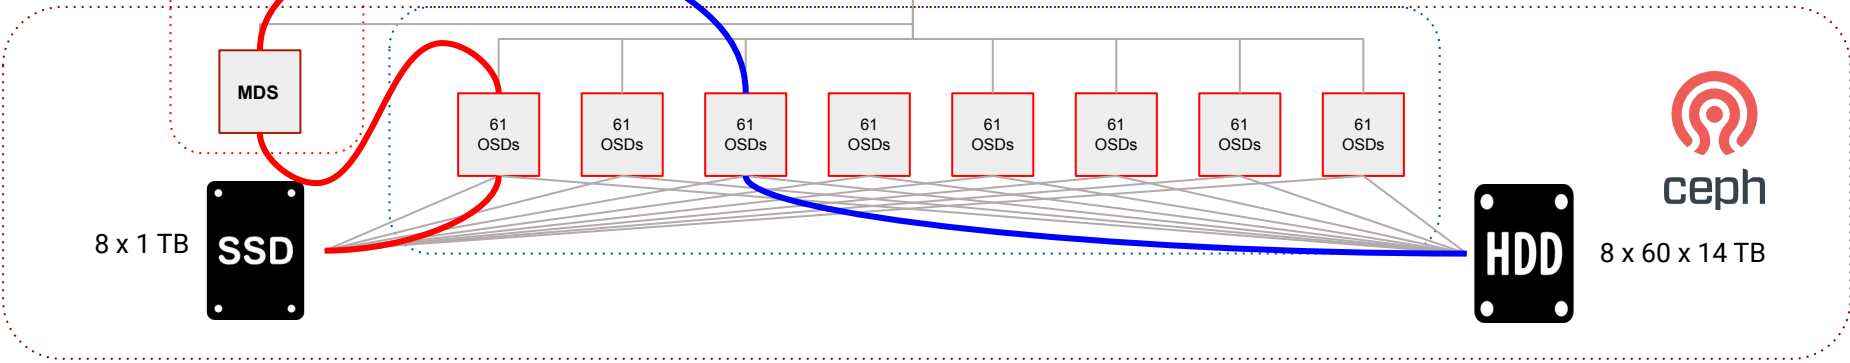 MDS
61
OSDs
61
OSDs
61
OSDs
61
OSDs
61
OSDs
61
OSDs
61
OSDs
61
OSDs
ceph
8 x 1 TB
SSD
HDD
8 x 60 x 14 TB